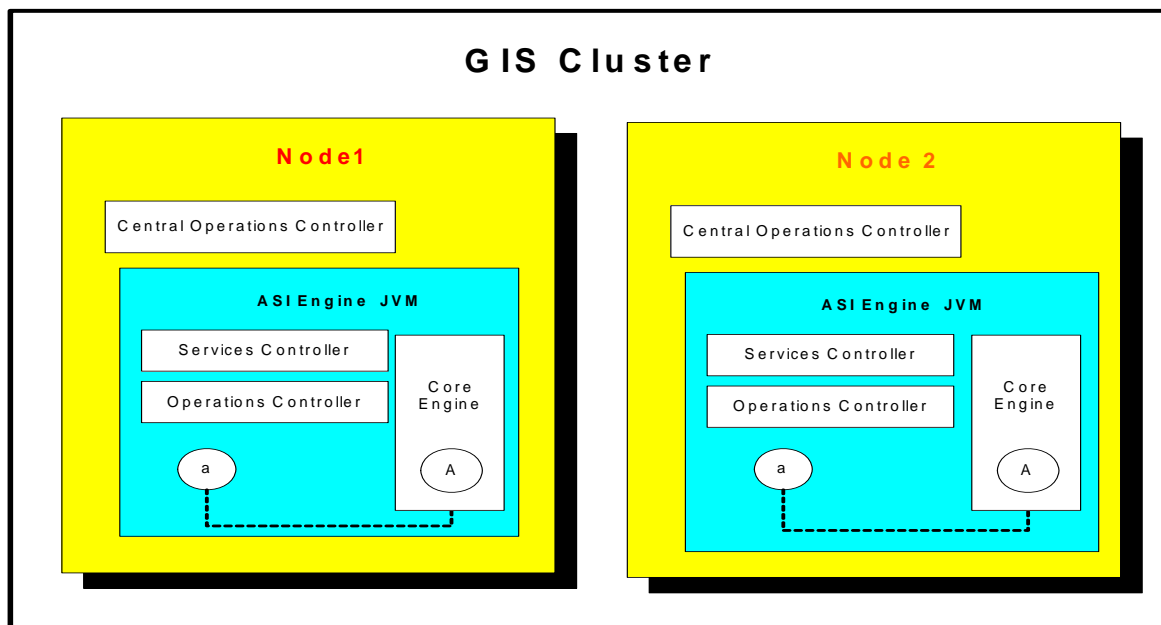 GIS Cluster
Node1
Central Operations Controller
ASI Engine JVM
Services Controller
Operations Controller
Core
Engine
a
A
Node 2
Central Operations Controller
ASI Engine JVM
Services Controller
Operations Controller
Core
Engine
a
A